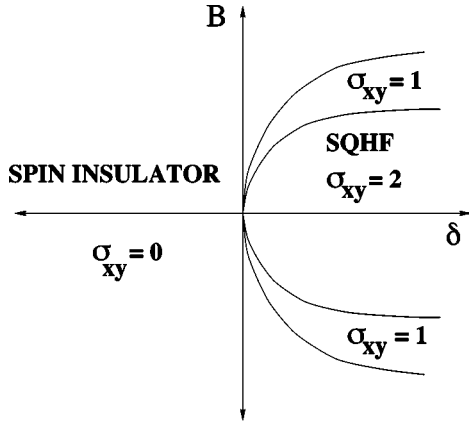 B
σxy = 1
SQHF
SPIN INSULATOR
σxy = 2
δ
σxy = 0
σxy = 1